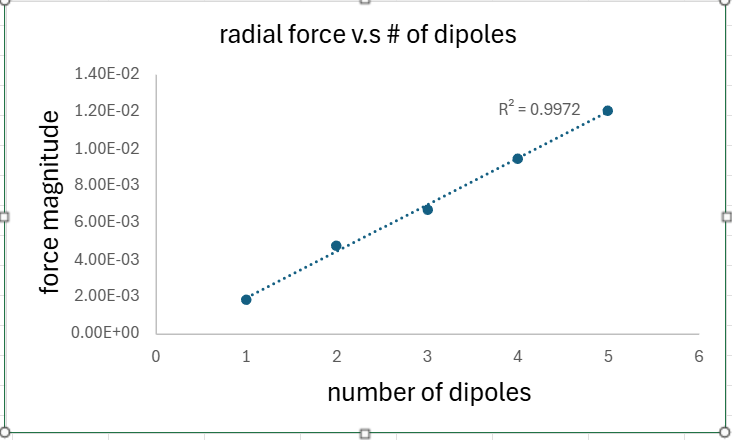 radial force v.s # of dipoles
1.40E-02
1.20E-02
1.00E-02
8.00E-03
6.00E-03
4.00E-03
2.00E-03
0.00E+00
force magnitude
R² = 0.9972
0 1 2 3 4 5 6
number of dipoles